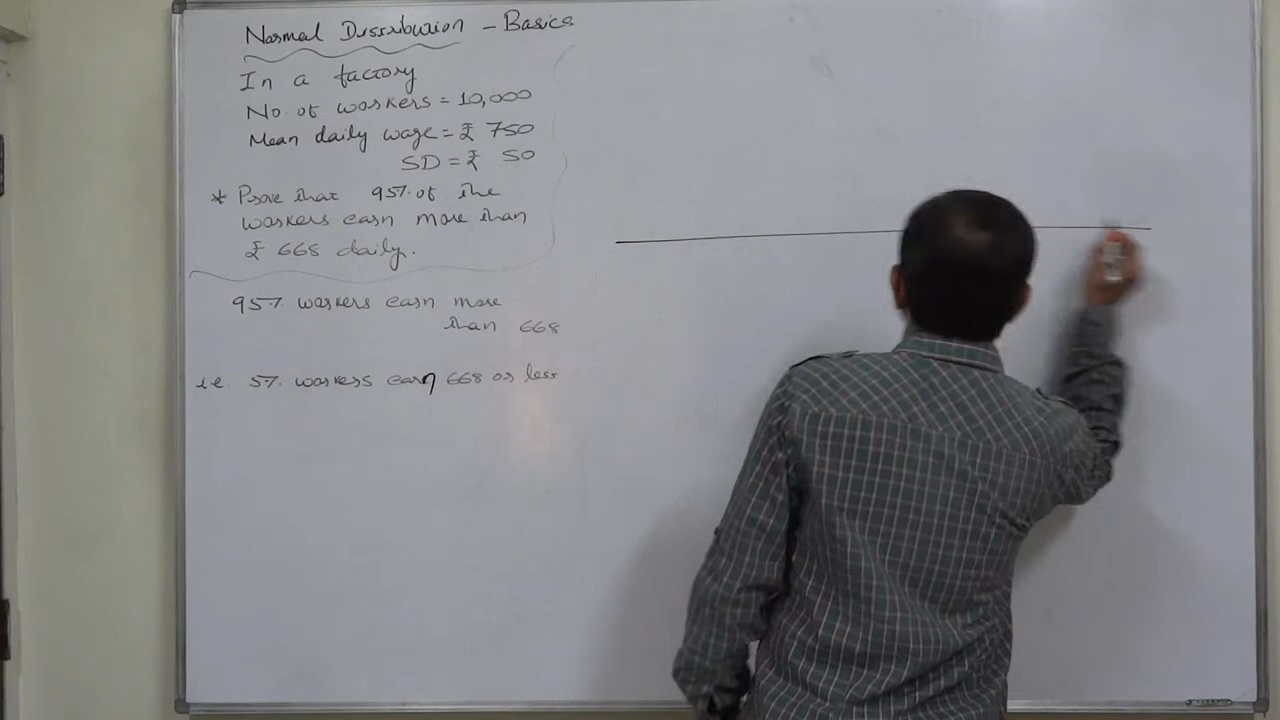 Normal Distribution - Basics
In a factory
No. of workers = 10,000
Mean daily wage = ₹ 750
SD = ₹ 50
* Prove that 95% of the
workers earn more than
₹ 668 daily.
95% workers earn more
than 668
i.e. 5% workers earn 668 or less